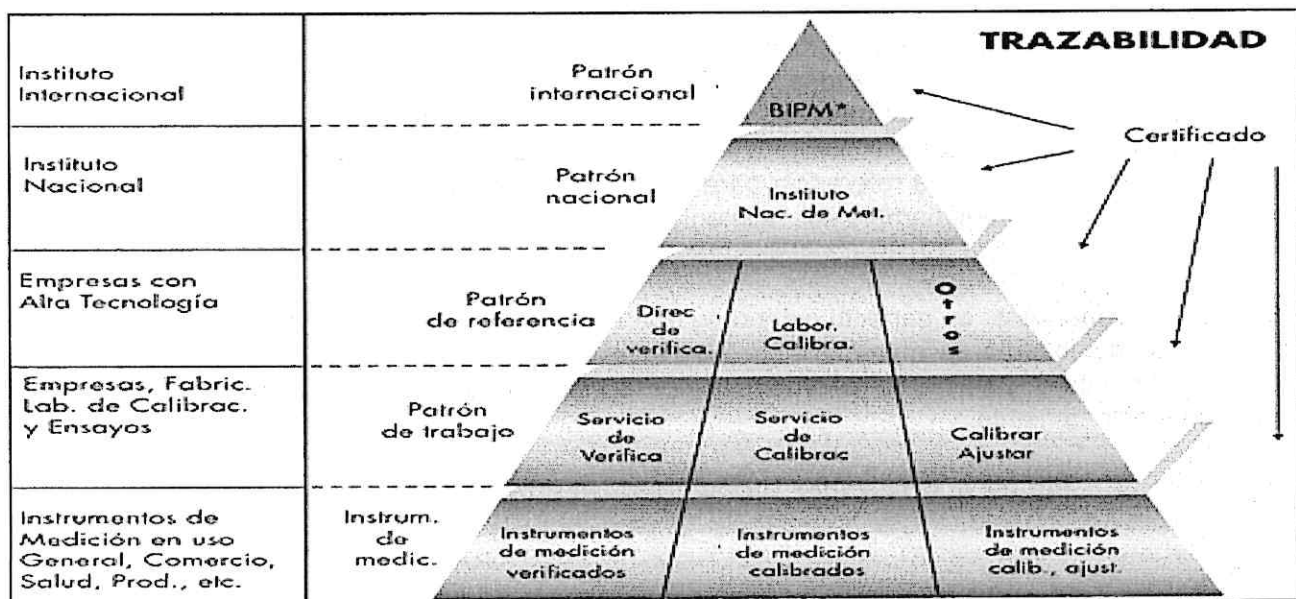 TRAZABILIDAD
Instituto
Internacional
Patrón
internacional
BIPM*
Certificado
Instituto
Nacional
Patrón
nacional
Instituto
Nac. de Met.
Empresas con
Alta Tecnología
Patrón
de referencia
Direc
de
verifica.
Labor.
Calibra.
Otros
Empresas, Fabric.
Lab. de Calibrac.
y Ensayos
Patrón
de trabajo
Servicio
de
Verifica
Servicio
de
Calibrac
Calibrar
Ajustar
Instrumentos de
Medición en uso
General, Comercio,
Salud, Prod., etc.
Instrum.
de
medic.
Instrumentos
de medición
verificados
Instrumentos
de medición
calibrados
Instrumentos
de medición
calib., ajust.